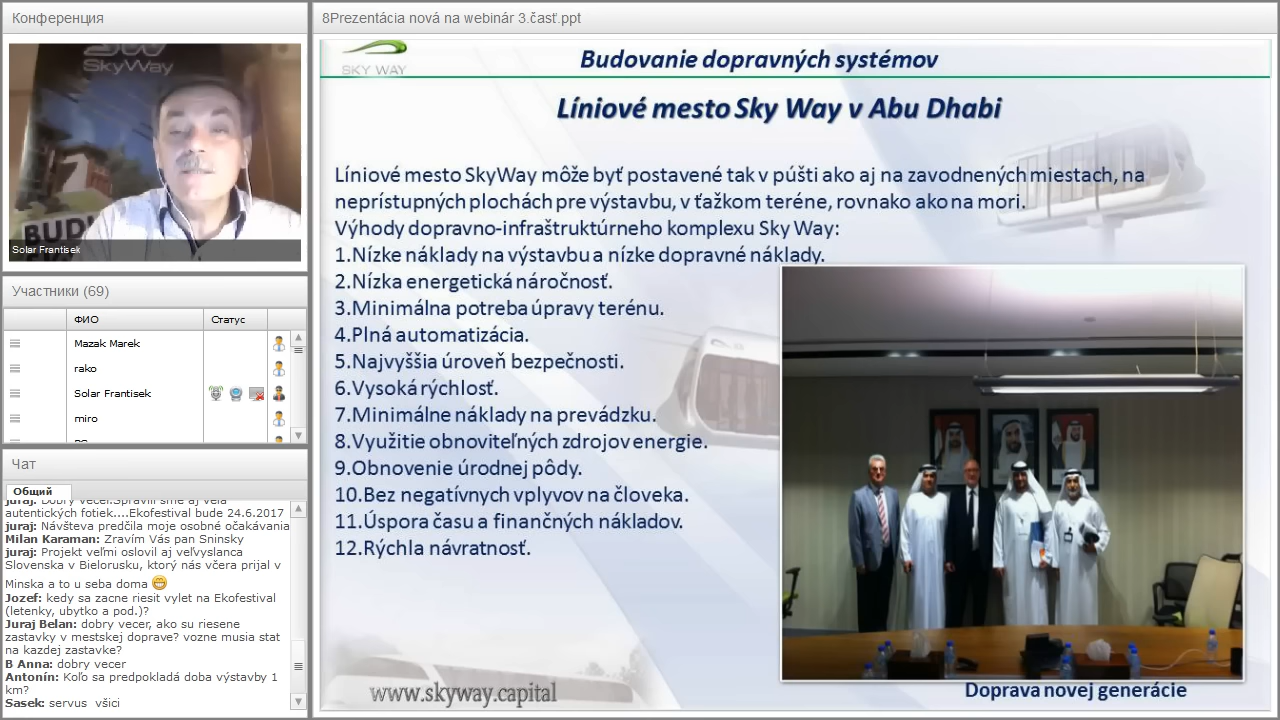 Конференция
SkyWay
BUD
Solar Frantisek
Участники (69)
ФИО
Статус
Mazak Marek
rako
Solar Frantisek
miro
Чат
Общий
juraj: Dobrý večer.Spravili sme aj veľa
autentických fotiek....Ekofestival bude 24.6.2017
juraj: Návšteva predčila moje osobné očakávania
Milan Karaman: Zravím Vás pan Sninsky
juraj: Projekt veľmi oslovil aj veľvyslanca
Slovenska v Bielorusku, ktorý nás včera prijal v
Minska a to u seba doma
Jozef: kedy sa zacne riesit vylet na Ekofestival
(letenky, ubytko a pod.)?
Juraj Belan: dobry vecer, ako su riesene
zastavky v mestskej doprave? vozne musia stat
na kazdej zastavke?
B Anna: dobry vecer
Antonín: Koľo sa predpokladá doba výstavby 1
km?
Sasek: servus všici
8Prezentácia nová na webinár 3.časť.ppt
SKY WAY
Budovanie dopravných systémov
Líniové mesto Sky Way v Abu Dhabi
Líniové mesto SkyWay môže byť postavené tak v púšti ako aj na zavodnených miestach, na
neprístupných plochách pre výstavbu, v ťažkom teréne, rovnako ako na mori.
Výhody dopravno-infraštruktúrneho komplexu Sky Way:
1.Nízke náklady na výstavbu a nízke dopravné náklady.
2.Nízka energetická náročnosť.
3.Minimálna potreba úpravy terénu.
4.Plná automatizácia.
5.Najvyššia úroveň bezpečnosti.
6.Vysoká rýchlosť.
7.Minimálne náklady na prevádzku.
8.Využitie obnoviteľných zdrojov energie.
9.Obnovenie úrodnej pôdy.
10.Bez negatívnych vplyvov na človeka.
11.Úspora času a finančných nákladov.
12.Rýchla návratnosť.
www.skyway.capital
Doprava novej generácie